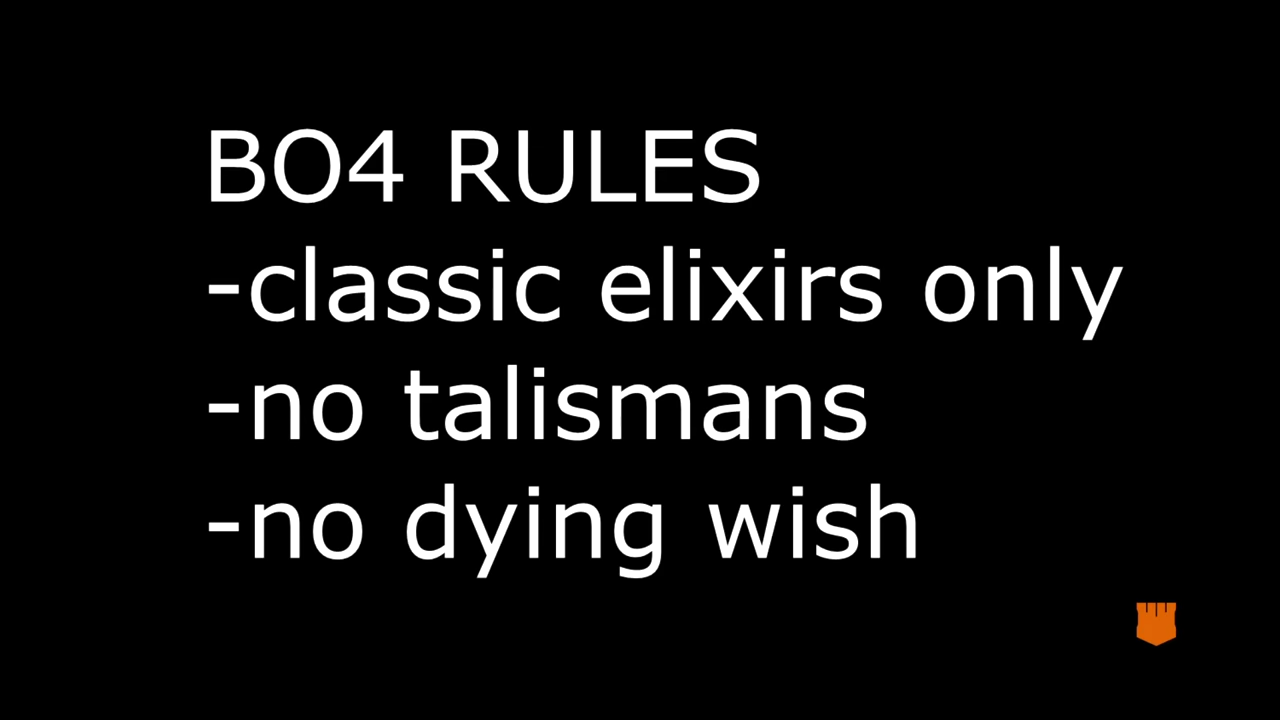 BO4 RULES
-classic elixirs only
-no talismans
-no dying wish